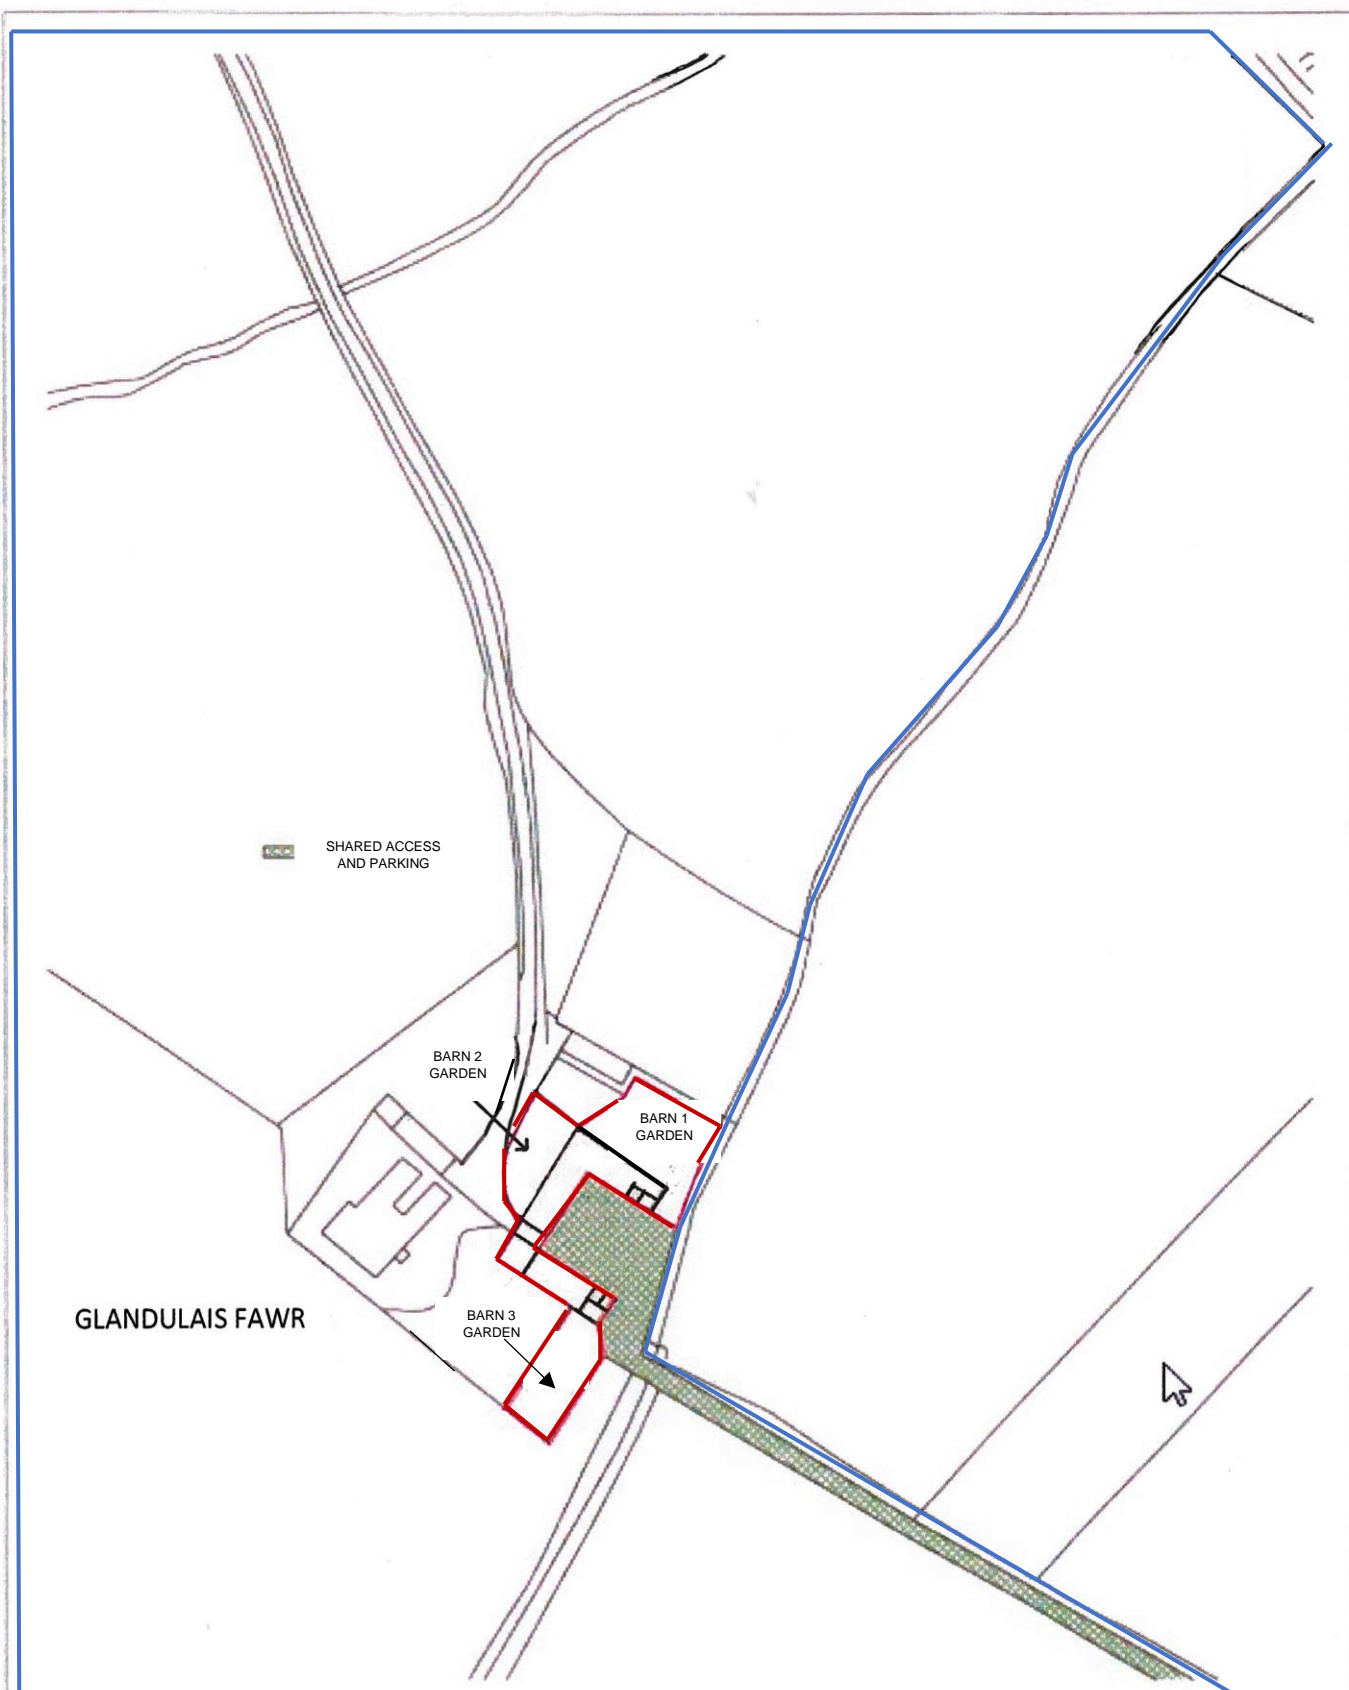 SHARED ACCESS
AND PARKING
BARN 2
GARDEN
BARN 1
GARDEN
GLANDULAIS FAWR
BARN 3
GARDEN